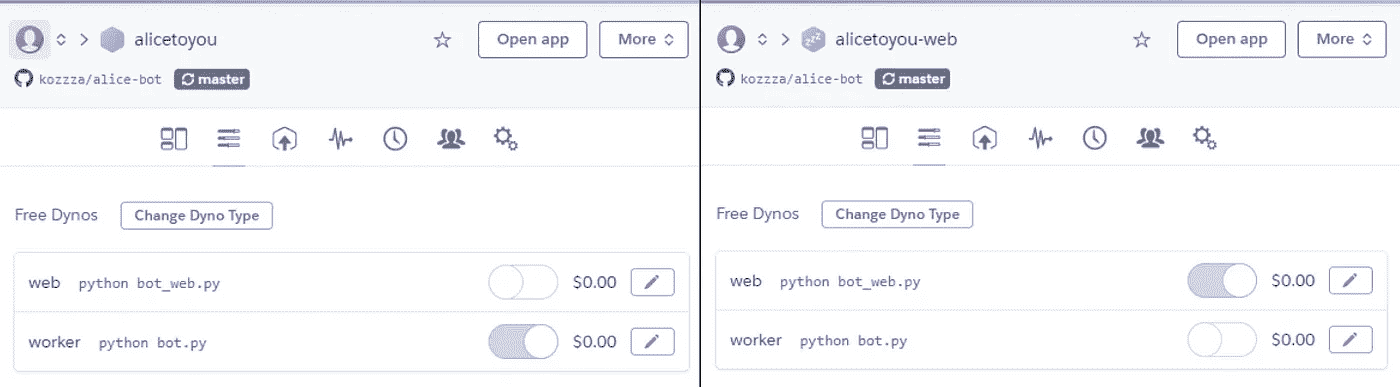 alicetoyou
Open app
More
kozzza/alice-bot
master
Free Dynos
Change Dyno Type
web python bot_web.py $0.00
worker python bot.py $0.00
zzz
alicetoyou-web
Open app
More
kozzza/alice-bot
master
Free Dynos
Change Dyno Type
web python bot_web.py $0.00
worker python bot.py $0.00